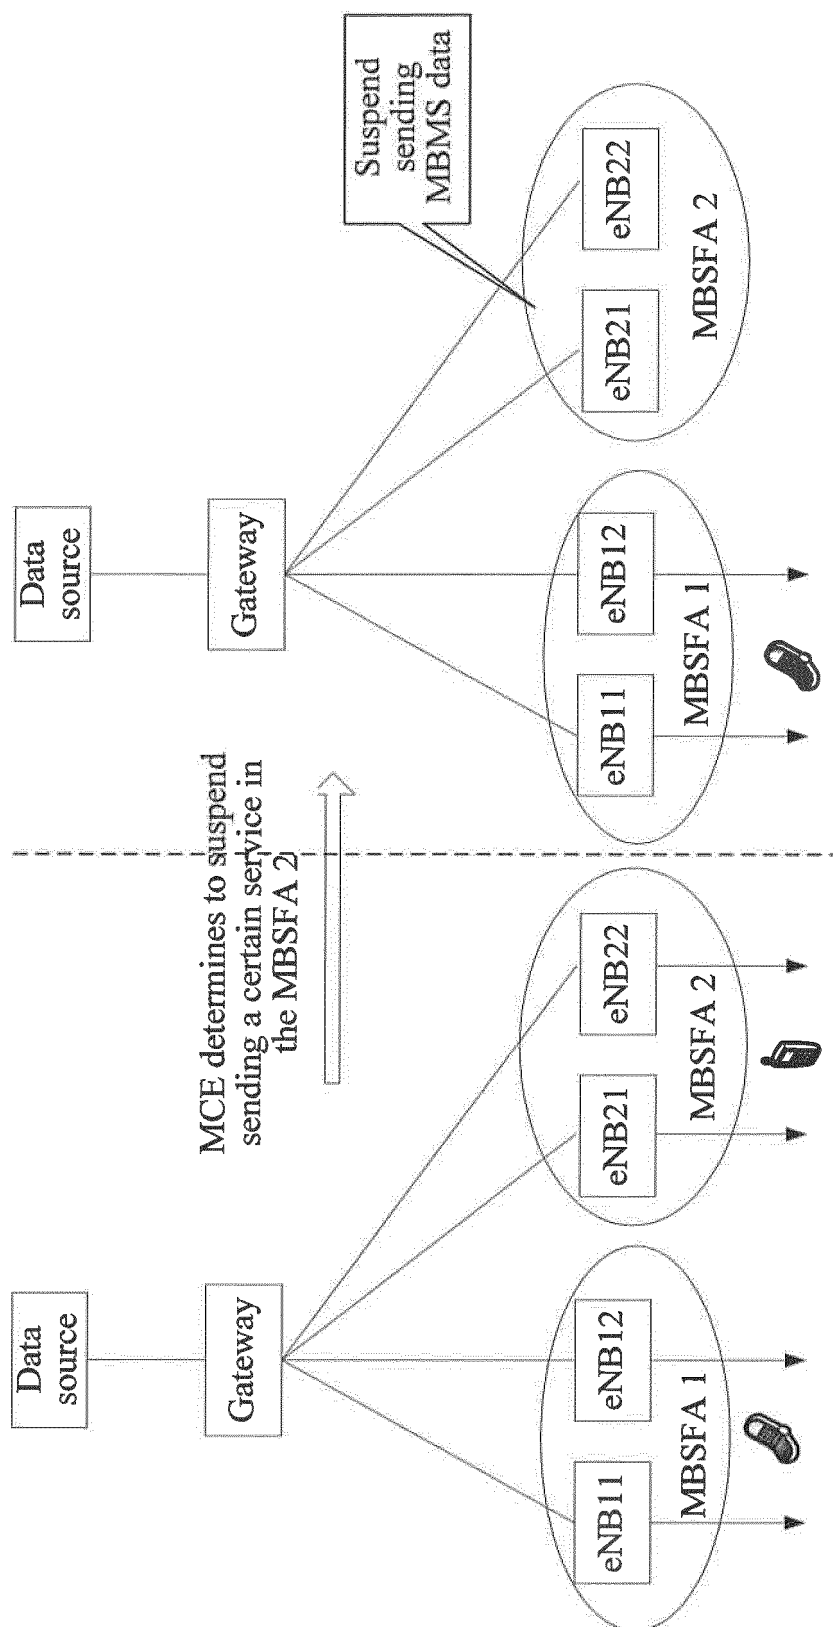 Data
source
Gateway
eNB11
eNB12
MBSFA 1
eNB21
eNB22
MBSFA 2
MCE determines to suspend
sending a certain service in
the MBSFA 2
Data
source
Gateway
eNB11
eNB12
MBSFA 1
eNB21
eNB22
MBSFA 2
Suspend
sending
MBMS data